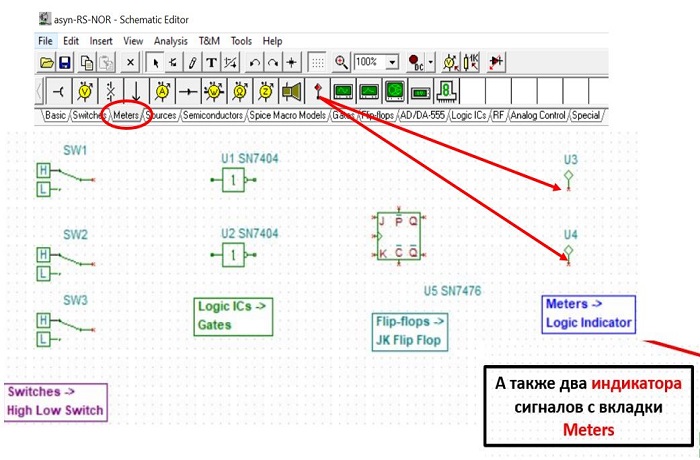 asyn-RS-NOR - Schematic Editor
File Edit Insert View Analysis T&M Tools Help
100%
Basic Switches Meters Sources Semiconductors Spice Macro Models Gates Flip-flops AD/DA-555 Logic ICs RF Analog Control Special
SW1
H
L
U1 SN7404
1
U3
SW2
H
L
U2 SN7404
1
J P Q
K C Q
U4
SW3
H
L
Logic ICs ->
Gates
U5 SN7476
Flip-flops ->
JK Flip Flop
Meters ->
Logic Indicator
Switches ->
High Low Switch
А также два индикатора
сигналов с вкладки
Meters